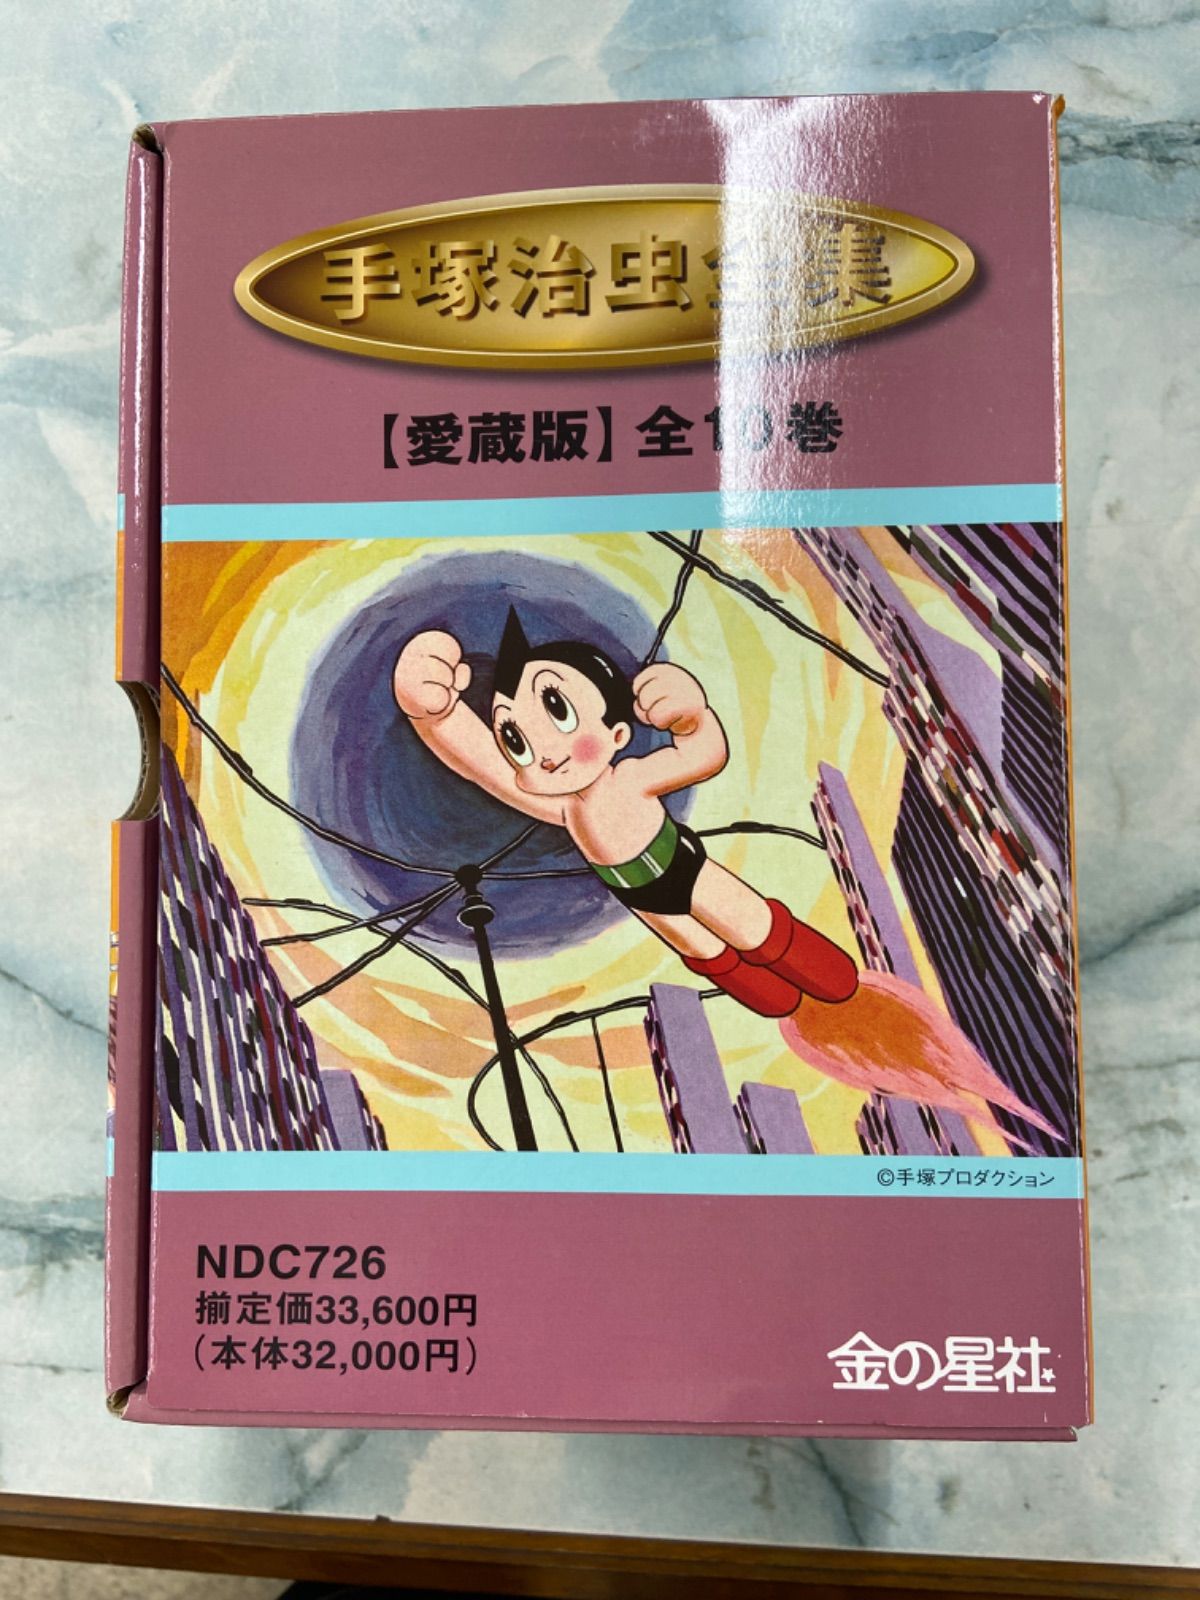 手塚治虫全集
【愛蔵版】全10巻
©手塚プロダクション
NDC726
揃定価33,600円
(本体32,000円)
金の星社